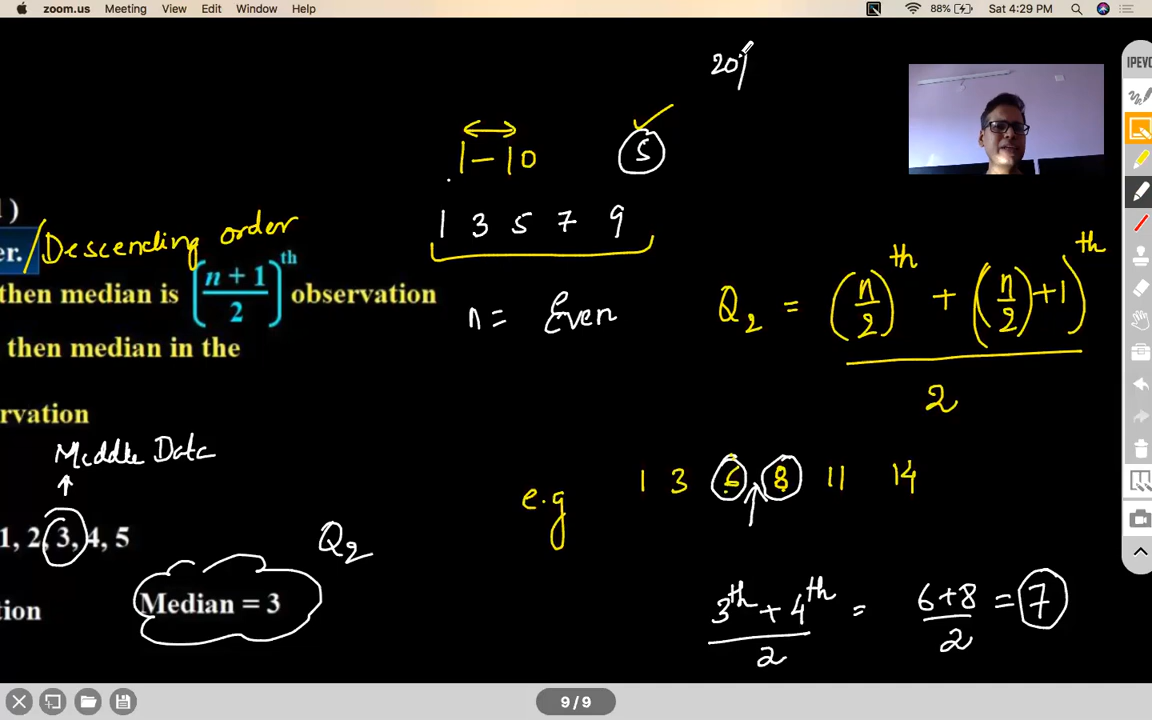 zoom.us Meeting View Edit Window Help 88% Sat 4:29 PM
IPEVO
20%
1 – 10 5
1)
er. / Descending order
1 3 5 7 9
then median is (n + 1 / 2)th observation
n = Even
Q2 = (n/2)th + ((n/2)+1)th / 2
then median in the
rvation
Middle Data
e.g 1 3 6, 8 11 14
1, 2, 3, 4, 5
Q2
tion
Median = 3
3th + 4th / 2 = 6+8 / 2 = 7
9 / 9